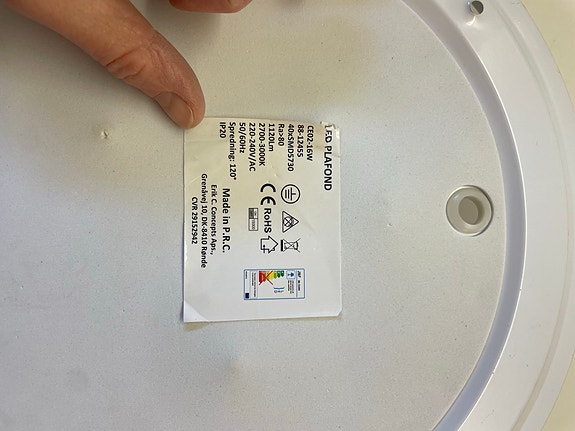 LED PLAFOND
CE02-16W
88-12455
40xSMD5730
Ra>80
1120Lm
2700-3000K
220-240V/AC
50/60Hz
Spredning: 120°
IP20
CE RoHS
Made in P.R.C.
Erik C. Concepts Aps.,
Grenåvej 10, DK-8410 Rønde
CVR 29152942